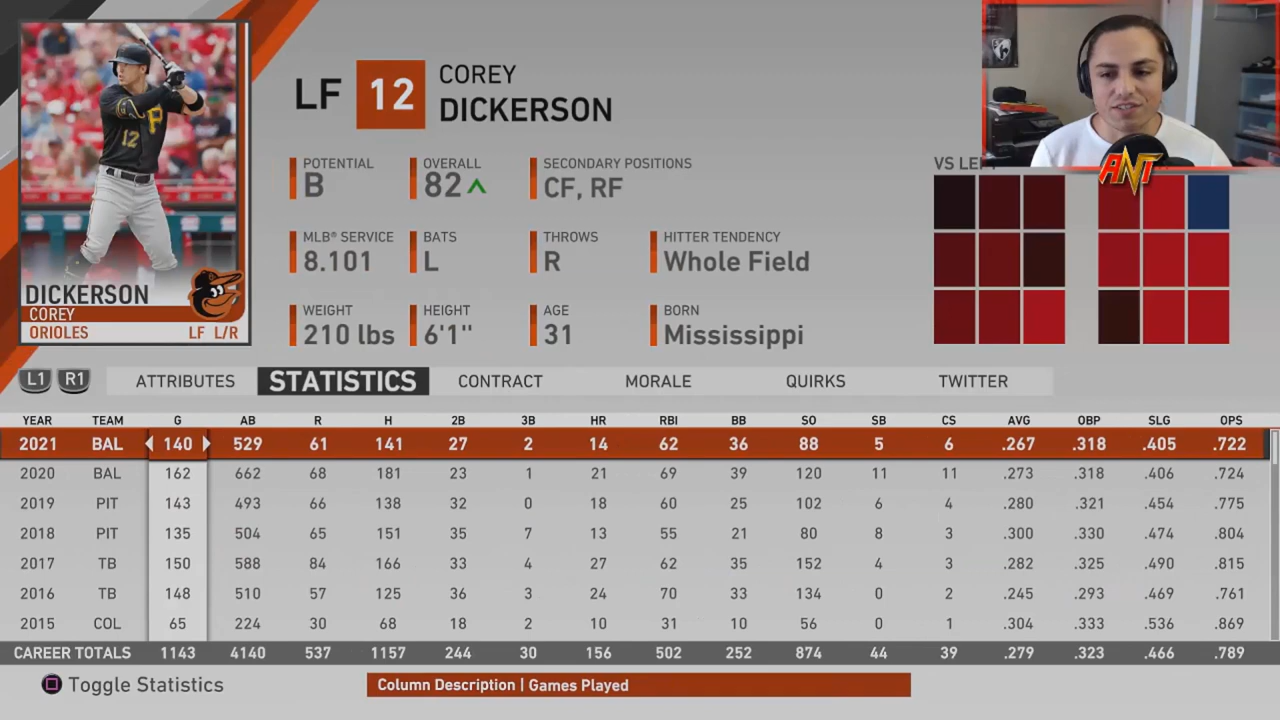 LF 12 COREY DICKERSON
12
P
DICKERSON
COREY
ORIOLES LF L/R
POTENTIAL B
OVERALL 82
SECONDARY POSITIONS CF, RF
MLB® SERVICE 8.101
BATS L
THROWS R
HITTER TENDENCY Whole Field
WEIGHT 210 lbs
HEIGHT 6'1"
AGE 31
BORN Mississippi
VS LEFT
ANT
L1 R1 ATTRIBUTES STATISTICS CONTRACT MORALE QUIRKS TWITTER
YEAR TEAM G AB R H 2B 3B HR RBI BB SO SB CS AVG OBP SLG OPS
2021 BAL 140 529 61 141 27 2 14 62 36 88 5 6 .267 .318 .405 .722
2020 BAL 162 662 68 181 23 1 21 69 39 120 11 11 .273 .318 .406 .724
2019 PIT 143 493 66 138 32 0 18 60 25 102 6 4 .280 .321 .454 .775
2018 PIT 135 504 65 151 35 7 13 55 21 80 8 3 .300 .330 .474 .804
2017 TB 150 588 84 166 33 4 27 62 35 152 4 3 .282 .325 .490 .815
2016 TB 148 510 57 125 36 3 24 70 33 134 0 2 .245 .293 .469 .761
2015 COL 65 224 30 68 18 2 10 31 10 56 0 1 .304 .333 .536 .869
CAREER TOTALS 1143 4140 537 1157 244 30 156 502 252 874 44 39 .279 .323 .466 .789
Toggle Statistics
Column Description | Games Played